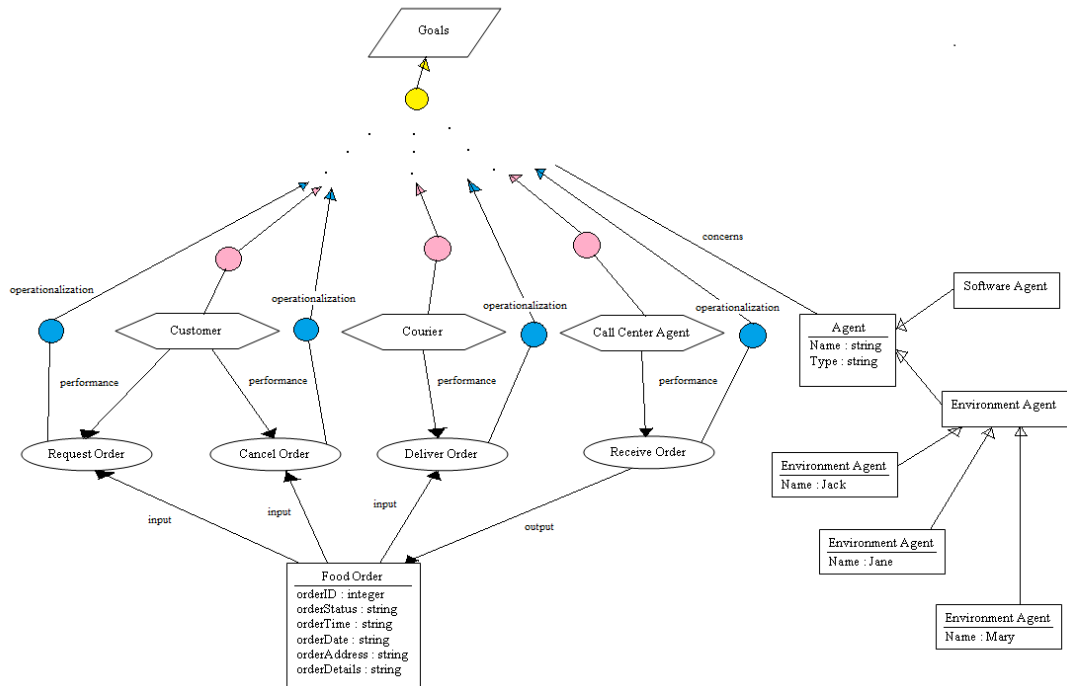 Goals
concerns
Software Agent
operationalization
operationalization
operationalization
operationalization
Customer
Courier
Call Center Agent
Agent
Name : string
Type : string
performance
performance
performance
performance
Environment Agent
Request Order
Cancel Order
Deliver Order
Receive Order
Environment Agent
Name : Jack
input
input
input
output
Environment Agent
Name : Jane
Food Order
orderID : integer
orderStatus : string
orderTime : string
orderDate : string
orderAddress : string
orderDetails : string
Environment Agent
Name : Mary